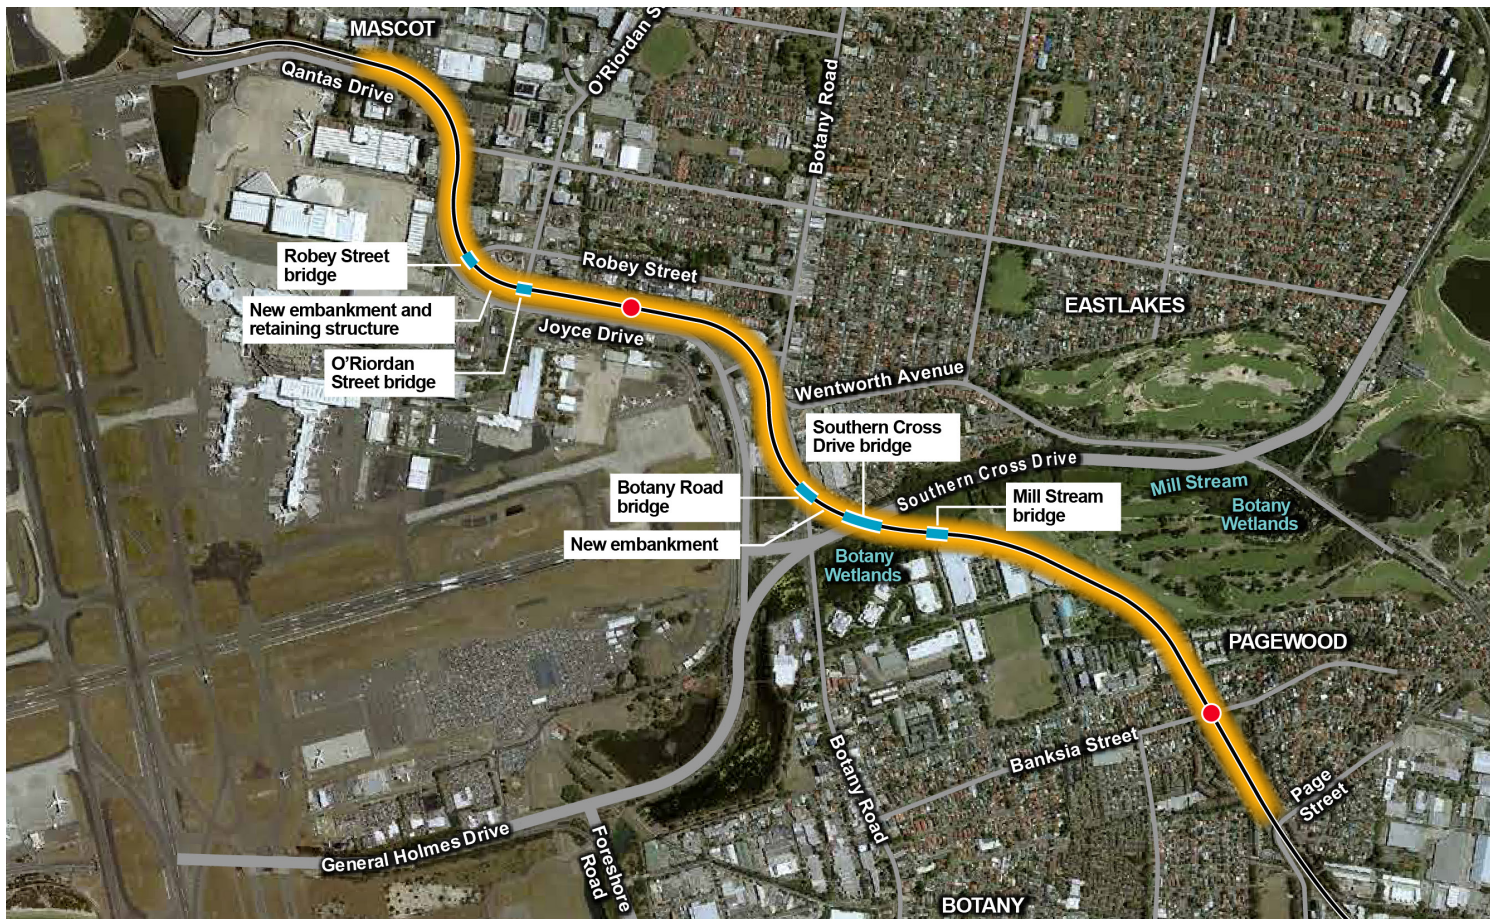 MASCOT
O'Riordan S
Qantas Drive
Botany Road
Robey Street
bridge
Robey Street
New embankment and
retaining structure
EASTLAKES
Joyce Drive
O'Riordan
Street bridge
Wentworth Avenue
Southern Cross
Drive bridge
Southern Cross Drive
Mill Stream
Botany
Wetlands
Botany Road
bridge
Mill Stream
bridge
New embankment
Botany
Wetlands
PAGEWOOD
Banksia Street
Botany Road
Page
Street
General Holmes Drive
Foreshore
Road
BOTANY